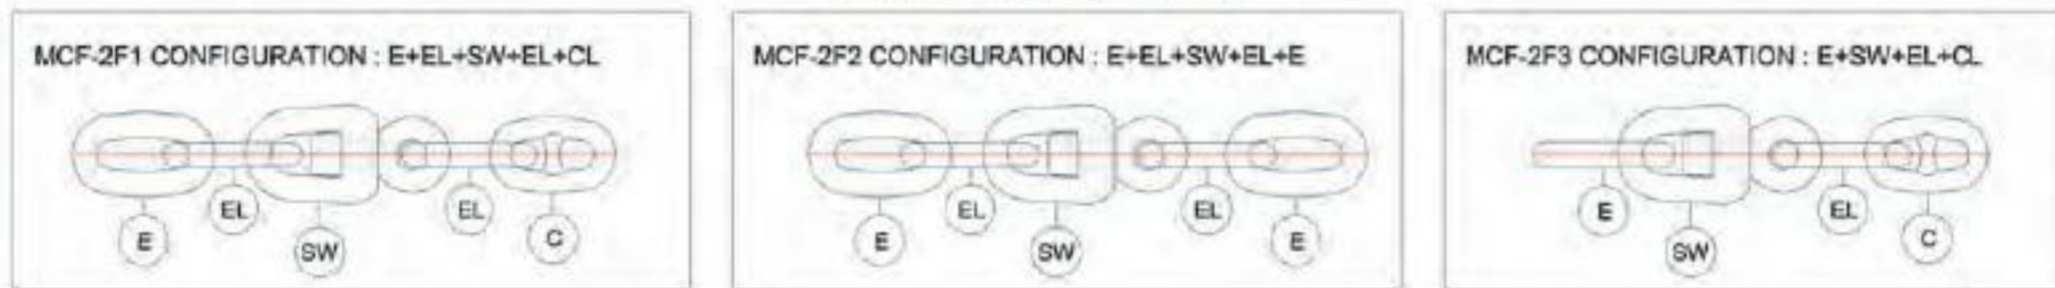 MCF-2F1 CONFIGURATION : E+EL+SW+EL+CL
E
EL
SW
EL
C
MCF-2F2 CONFIGURATION : E+EL+SW+EL+E
E
EL
SW
EL
E
MCF-2F3 CONFIGURATION : E+SW+EL+CL
E
SW
EL
C